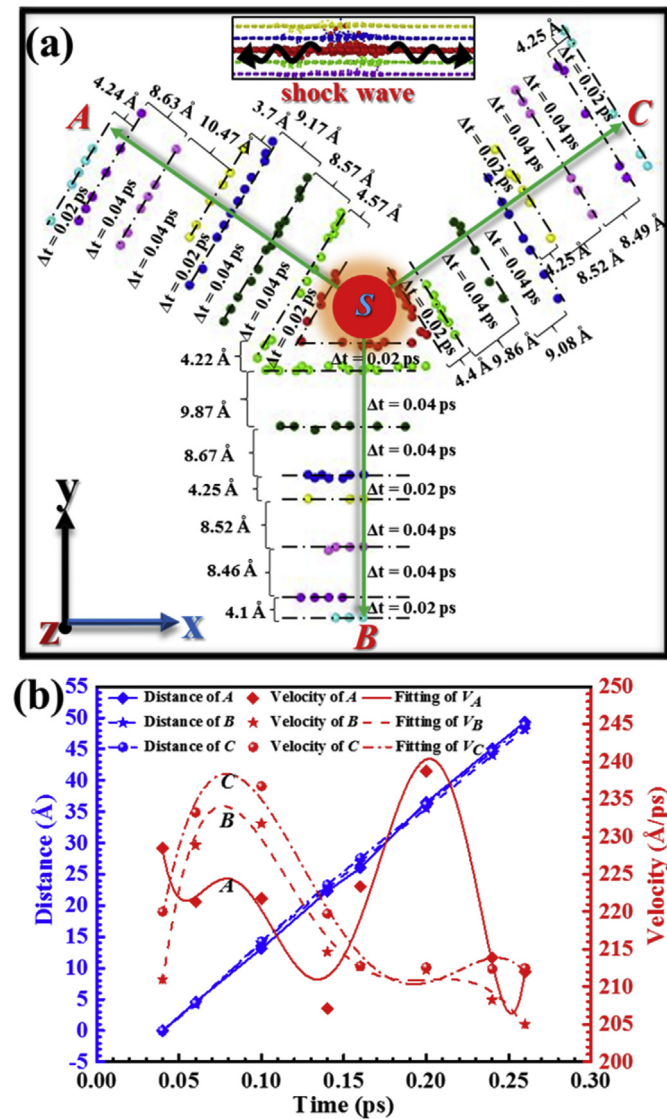 (a)
shock wave
A
4.24 Å
8.63 Å
10.47 Å
3.7 Å
9.17 Å
8.57 Å
4.57 Å
Δt = 0.02 ps
Δt = 0.04 ps
Δt = 0.04 ps
Δt = 0.02 ps
Δt = 0.04 ps
Δt = 0.04 ps
Δt = 0.02 ps
C
4.25 Å
Δt = 0.02 ps
Δt = 0.04 ps
Δt = 0.04 ps
Δt = 0.02 ps
Δt = 0.04 ps
Δt = 0.04 ps
Δt = 0.02 ps
8.49 Å
8.52 Å
4.25 Å
9.08 Å
9.86 Å
4.4 Å
S
4.22 Å
Δt = 0.02 ps
9.87 Å
Δt = 0.04 ps
8.67 Å
Δt = 0.04 ps
4.25 Å
Δt = 0.02 ps
8.52 Å
Δt = 0.04 ps
8.46 Å
Δt = 0.04 ps
4.1 Å
Δt = 0.02 ps
B
y
z
x
(b)
Distance of A
Velocity of A
Fitting of VA
Distance of B
Velocity of B
Fitting of VB
Distance of C
Velocity of C
Fitting of VC
C
B
A
55
50
45
40
35
30
25
20
15
10
5
0
-5
Distance (Å)
250
245
240
235
230
225
220
215
210
205
200
Velocity (Å/ps)
0.00 0.05 0.10 0.15 0.20 0.25 0.30
Time (ps)